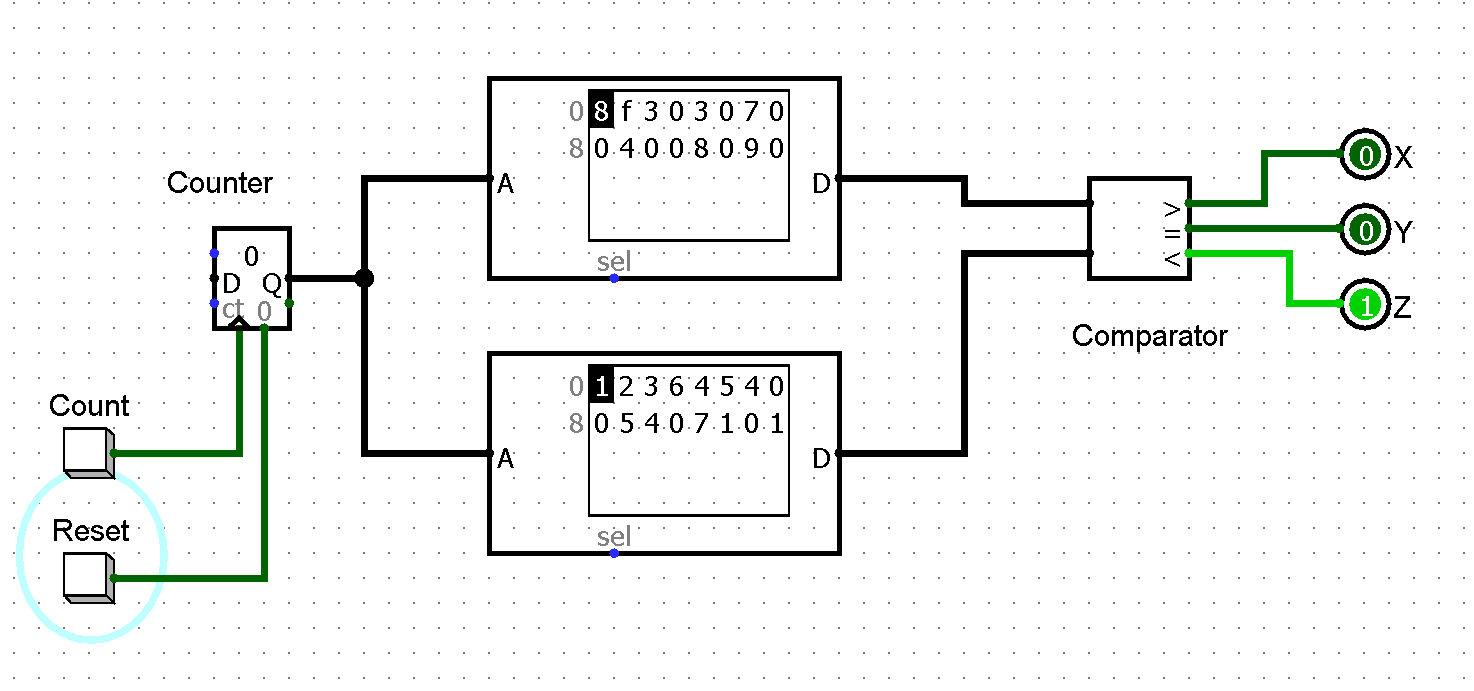 0 8 f 3 0 3 0 7 0
8 0 4 0 0 8 0 9 0
A
D
sel
Counter
0
D Q
ct 0
0 1 2 3 6 4 5 4 0
8 0 5 4 0 7 1 0 1
A
D
sel
>
=
<
Comparator
0 X
0 Y
1 Z
Count
Reset